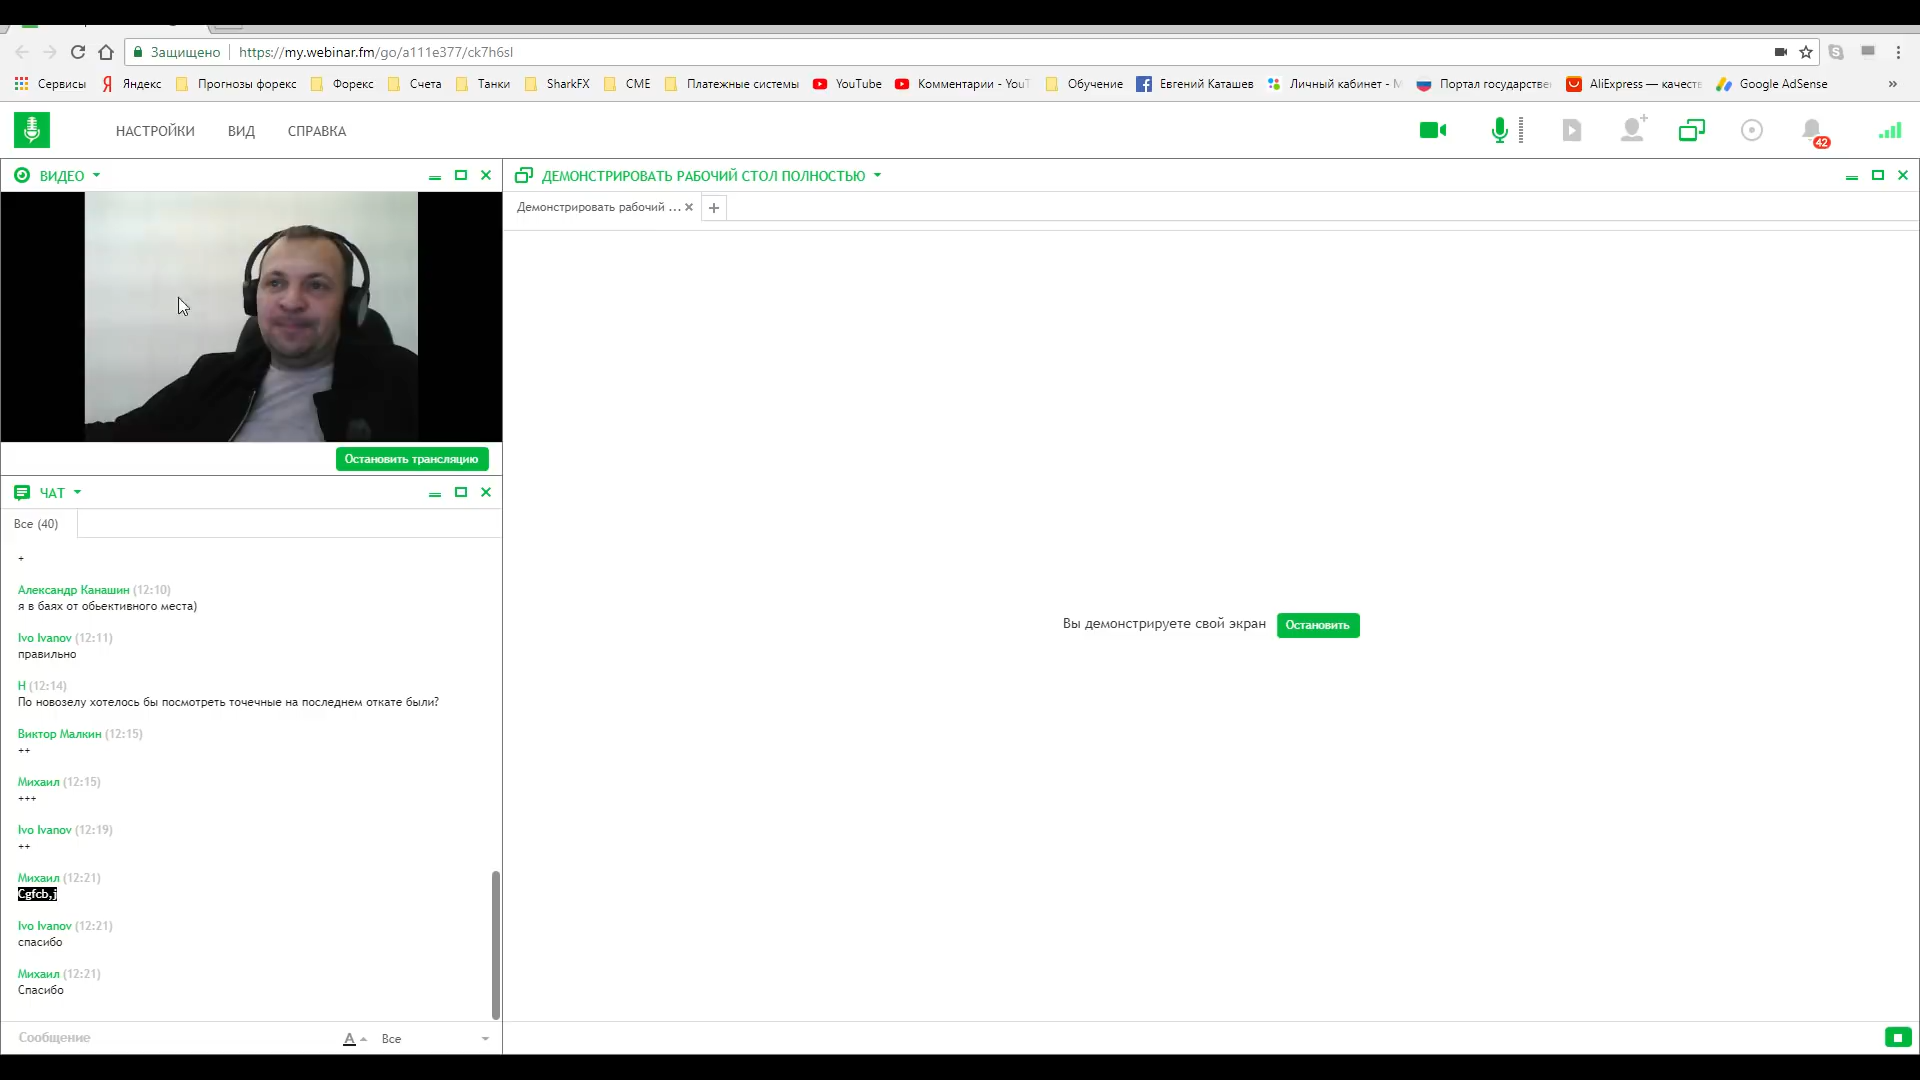 Защищено https://my.webinar.fm/go/a111e377/ck7h6sl
Сервисы Яндекс Прогнозы форекс Форекс Счета Танки SharkFX CME Платежные системы YouTube Комментарии - YouT Обучение Евгений Каташев Личный кабинет - М Портал государстве AliExpress — качеств Google AdSense »
НАСТРОЙКИ ВИД СПРАВКА 42
ВИДЕО
ДЕМОНСТРИРОВАТЬ РАБОЧИЙ СТОЛ ПОЛНОСТЬЮ
Демонстрировать рабочий ...
Остановить трансляцию
Вы демонстрируете свой экран Остановить
ЧАТ
Все (40)
+
Александр Канашин (12:10)
я в баях от обьективного места)
Ivo Ivanov (12:11)
правильно
Н (12:14)
По новозелу хотелось бы посмотреть точечные на последнем откате были?
Виктор Малкин (12:15)
++
Михаил (12:15)
+++
Ivo Ivanov (12:19)
++
Михаил (12:21)
Cgfcb,j
Ivo Ivanov (12:21)
спасибо
Михаил (12:21)
Спасибо
Сообщение A Все